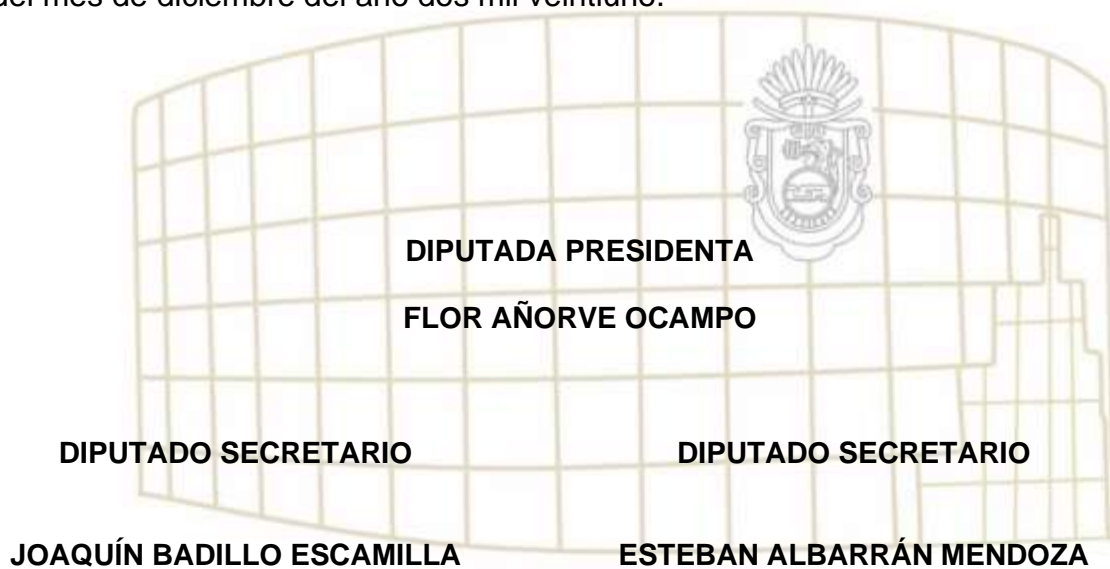 del mes de diciembre del año dos mil veintiuno.
DIPUTADA PRESIDENTA
FLOR AÑORVE OCAMPO
DIPUTADO SECRETARIO DIPUTADO SECRETARIO
JOAQUÍN BADILLO ESCAMILLA ESTEBAN ALBARRÁN MENDOZA